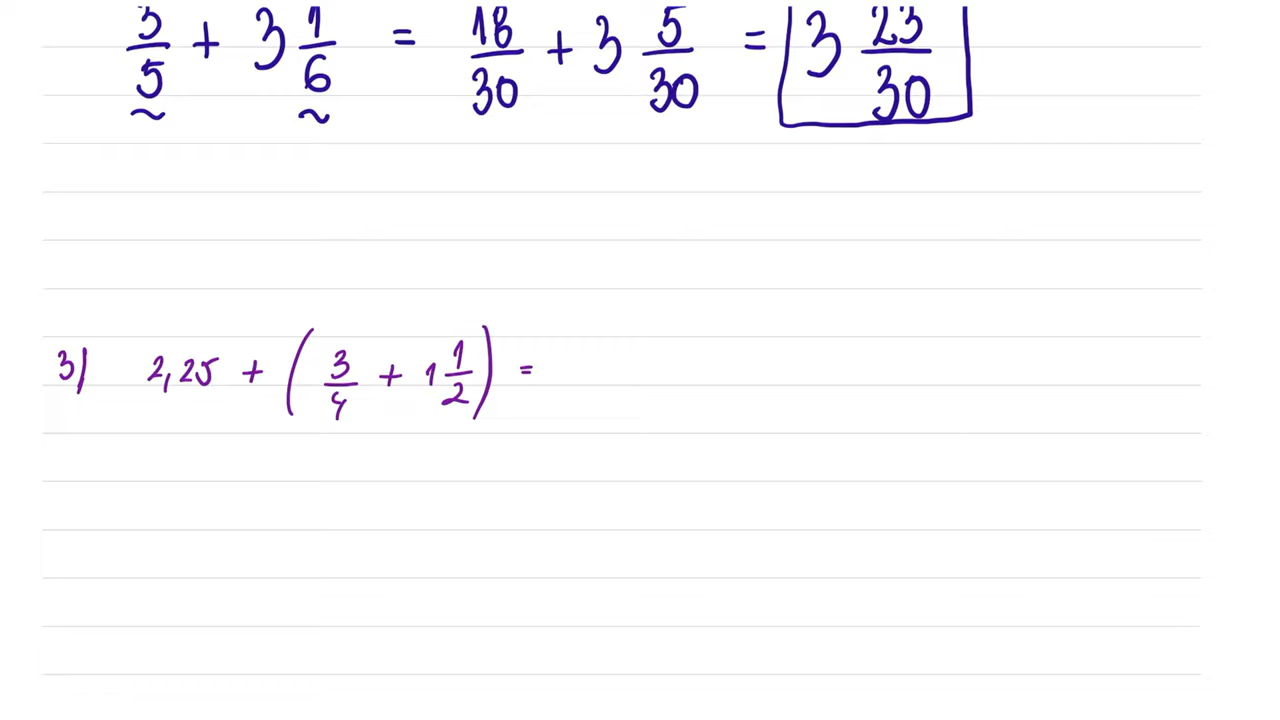 3/5 + 3 1/6 = 18/30 + 3 5/30 = 3 23/30
3) 2,25 + ( 3/4 + 1 1/2 ) =